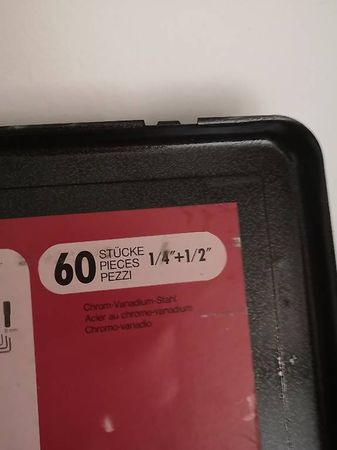 60 STÜCKE 1/4"+1/2"
PIECES
PEZZI
Chrom-Vanadium-Stahl,
Acier au chrome-vanadium
Chromo-vanadio